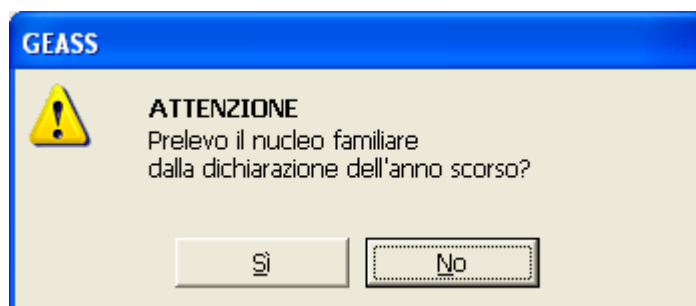 GEASS
ATTENZIONE
Prelevo il nucleo familiare
dalla dichiarazione dell'anno scorso?
Sì
No